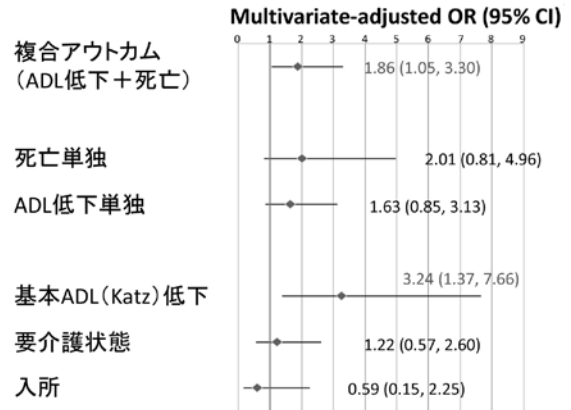 Multivariate-adjusted OR (95% CI)
0 1 2 3 4 5 6 7 8 9
複合アウトカム
(ADL低下+死亡)
1.86 (1.05, 3.30)
死亡単独
2.01 (0.81, 4.96)
ADL低下単独
1.63 (0.85, 3.13)
3.24 (1.37, 7.66)
基本ADL(Katz)低下
要介護状態
1.22 (0.57, 2.60)
入所
0.59 (0.15, 2.25)